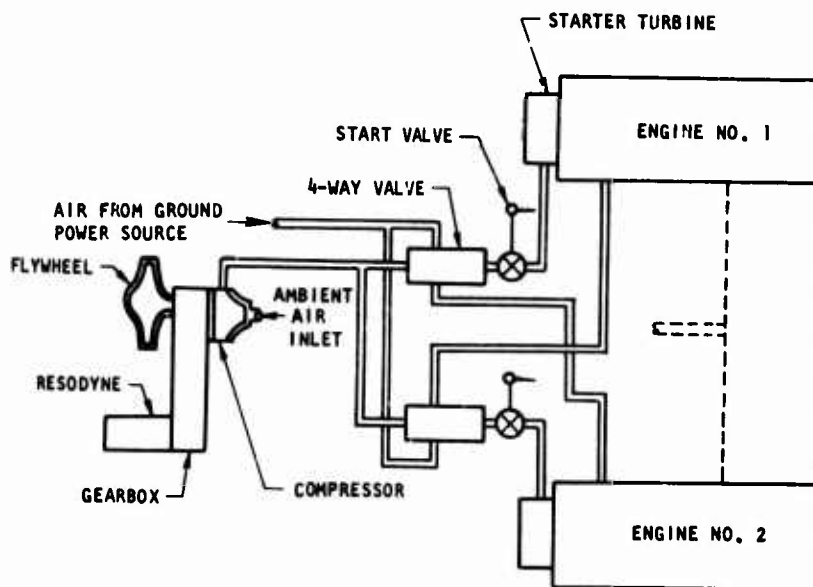 STARTER TURBINE
ENGINE NO. 1
START VALVE
4-WAY VALVE
AIR FROM GROUND
POWER SOURCE
FLYWHEEL
AMBIENT
AIR
INLET
RESODYNE
GEARBOX
COMPRESSOR
ENGINE NO. 2